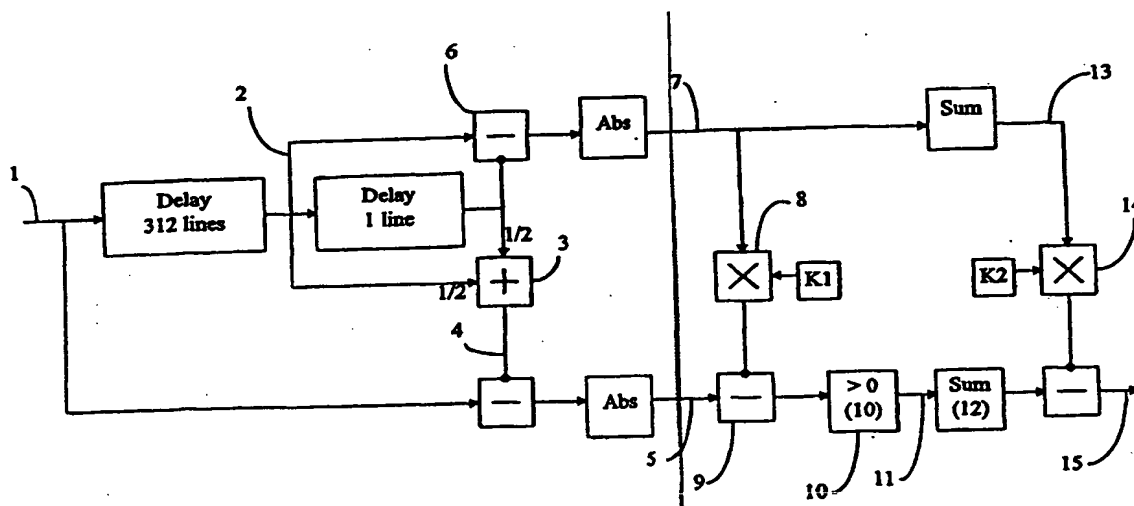 6
2
7
13
Abs
Sum
1
Delay
312 lines
Delay
1 line
8
14
1/2
3
K1
K2
1/2
4
Abs
> 0
(10)
Sum
(12)
5
9
10
11
15